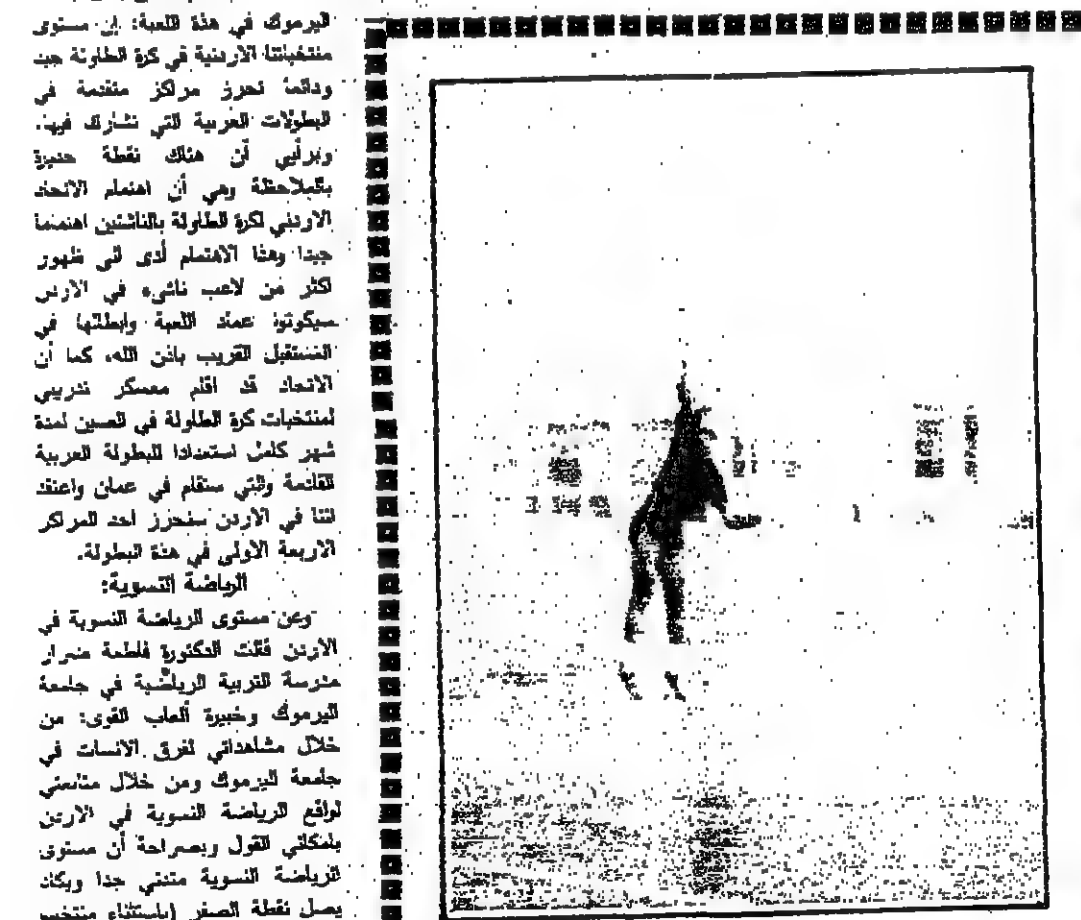 اليرموك في هذة اللعبة: إن مستوى
منتخباتنا الاردنية في كرة الطاولة جيد
ودائما تحرز مراكز متقدمة في
البطولات العربية التي نشارك فيها.
وبرأيي أن هناك نقطة جديرة
بالملاحظة وهي أن اهتمام الاتحاد
الاردني لكرة الطاولة بالناشئين اهتمما
جيدا وهذا الاهتمام أدى الى ظهور
اكثر من لاعب ناشىء في الاردن
سيكونوا عماد اللعبة وابطالها في
المستقبل القريب باذن الله، كما أن
الاتحاد قد اقام معسكر تدريبي
لمنتخبات كرة الطاولة في الصين لمدة
شهر كامل استعدادا للبطولة العربية
القادمة والتي ستقام في عمان واعتقد
اننا في الاردن سنحرز احد المراكز
الاربعة الأولى في هذة البطولة.
الرياضة النسوية:
وعن مستوى الرياضة النسوية في
الاردن قالت الدكتورة فاطمة ضرار
مدرسة التربية الرياضية في جامعة
اليرموك وخبيرة ألعاب القوى: من
خلال مشاهداتي لفرق الانسات في
جامعة اليرموك ومن خلال متابعتي
لواقع الرياضة النسوية في الاردن
بامكاني القول وبصراحة أن مستوى
الرياضة النسوية متدني جدا ويكاد
يصل نقطة الصفر (باستثناء منتخب